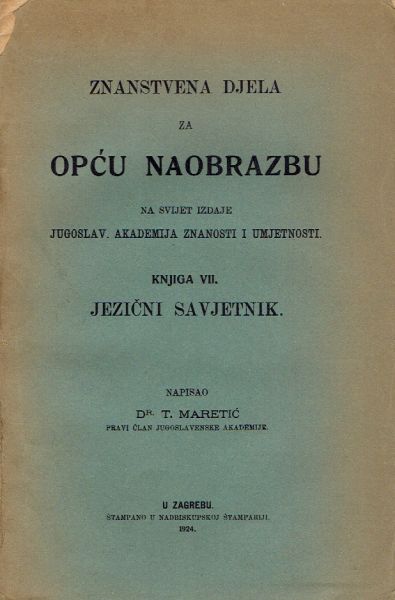 ZNANSTVENA DJELA
ZA
OPĆU NAOBRAZBU
NA SVIJET IZDAJE
JUGOSLAV. AKADEMIJA ZNANOSTI I UMJETNOSTI.
KNJIGA VII.
JEZIČNI SAVJETNIK.
NAPISAO
DR. T. MARETIĆ
PRAVI ČLAN JUGOSLAVENSKE AKADEMIJE.
U ZAGREBU.
ŠTAMPANO U NADBISKUPSKOJ ŠTAMPARIJI.
1924.